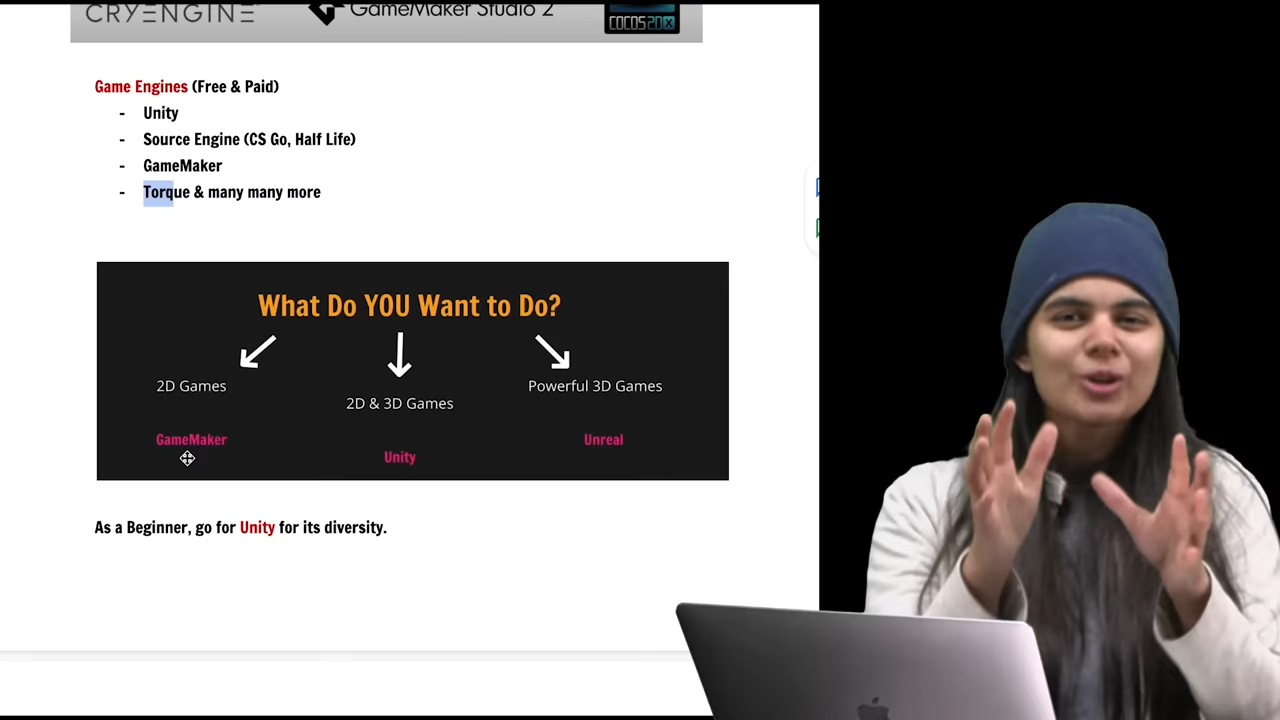 CRYENGINE GameMaker Studio 2 COCOS2DX
Game Engines (Free & Paid)
- Unity
- Source Engine (CS Go, Half Life)
- GameMaker
- Torque & many many more
What Do YOU Want to Do?
2D Games
2D & 3D Games
Powerful 3D Games
GameMaker
Unity
Unreal
As a Beginner, go for Unity for its diversity.